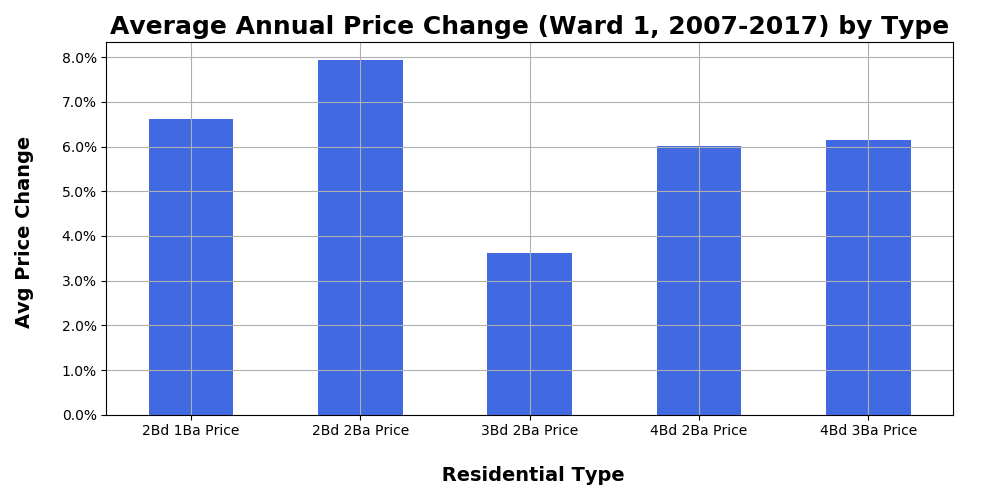 Average Annual Price Change (Ward 1, 2007-2017) by Type
Avg Price Change
8.0%
7.0%
6.0%
5.0%
4.0%
3.0%
2.0%
1.0%
0.0%
2Bd 1Ba Price
2Bd 2Ba Price
3Bd 2Ba Price
4Bd 2Ba Price
4Bd 3Ba Price
Residential Type